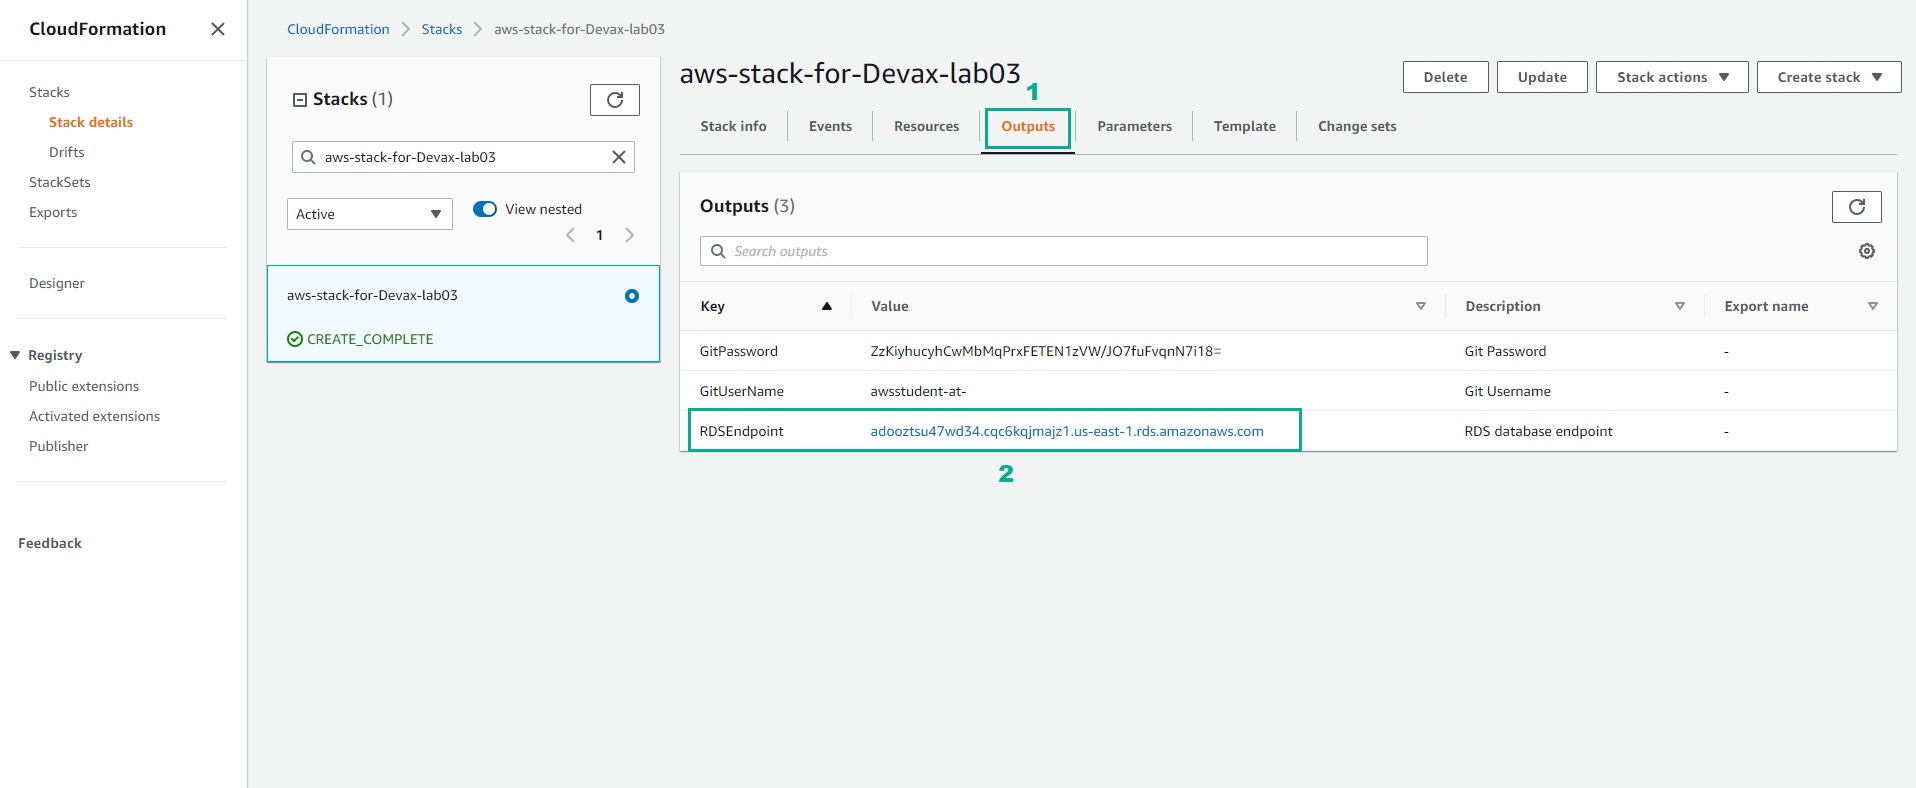 CloudFormation
Stacks
Stack details
Drifts
StackSets
Exports
Designer
Registry
Public extensions
Activated extensions
Publisher
Feedback
CloudFormation Stacks aws-stack-for-Devax-lab03
Stacks (1)
aws-stack-for-Devax-lab03
Active
View nested
1
aws-stack-for-Devax-lab03
CREATE_COMPLETE
aws-stack-for-Devax-lab03
Delete Update Stack actions Create stack
1
Stack info Events Resources Outputs Parameters Template Change sets
Outputs (3)
Search outputs
Key Value Description Export name
GitPassword ZzKiyhucyhCwMbMqPrxFETEN1zVW/JO7fuFvqnN7i18= Git Password -
GitUserName awsstudent-at- Git Username -
RDSEndpoint adooztsu47wd34.cqc6kqjmajz1.us-east-1.rds.amazonaws.com RDS database endpoint -
2